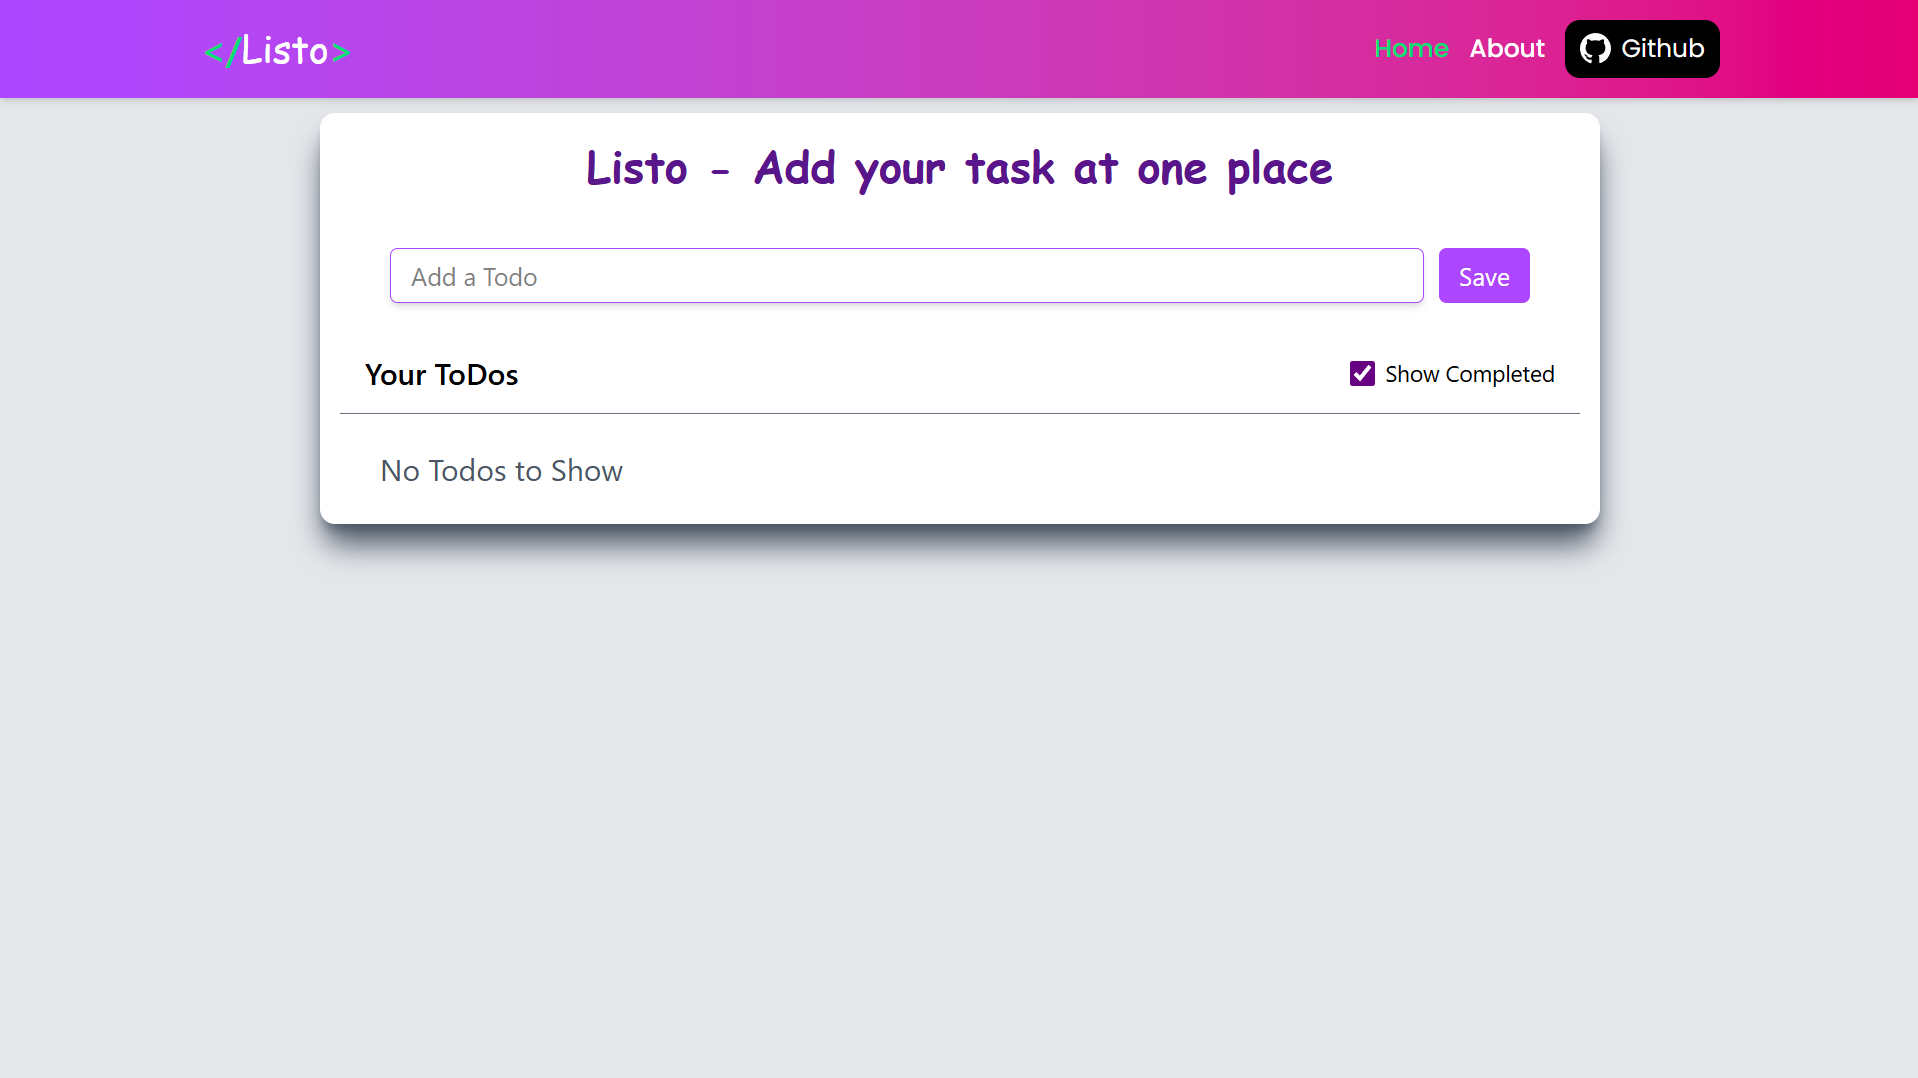 </Listo>
Home About Github
Listo - Add your task at one place
Add a Todo
Save
Your ToDos
Show Completed
No Todos to Show